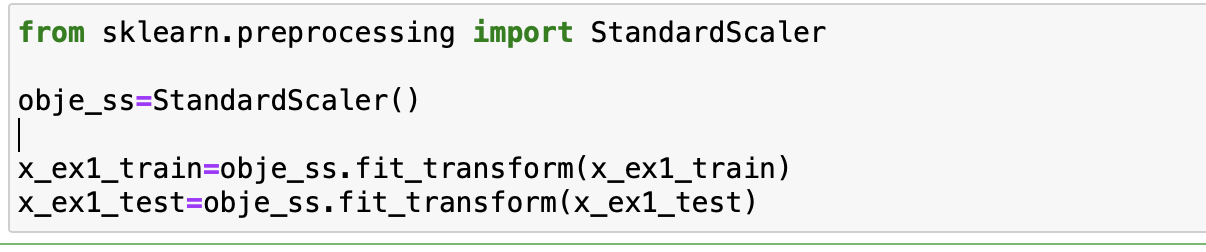 from sklearn.preprocessing import StandardScaler
obje_ss=StandardScaler()
x_ex1_train=obje_ss.fit_transform(x_ex1_train)
x_ex1_test=obje_ss.fit_transform(x_ex1_test)